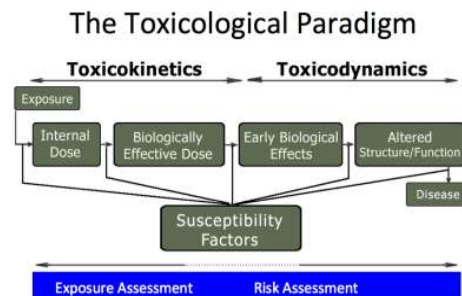 The Toxicological Paradigm
Toxicokinetics Toxicodynamics
Exposure
Internal
Dose
Biologically
Effective Dose
Early Biological
Effects
Altered
Structure/Function
Disease
Susceptibility
Factors
Exposure Assessment Risk Assessment